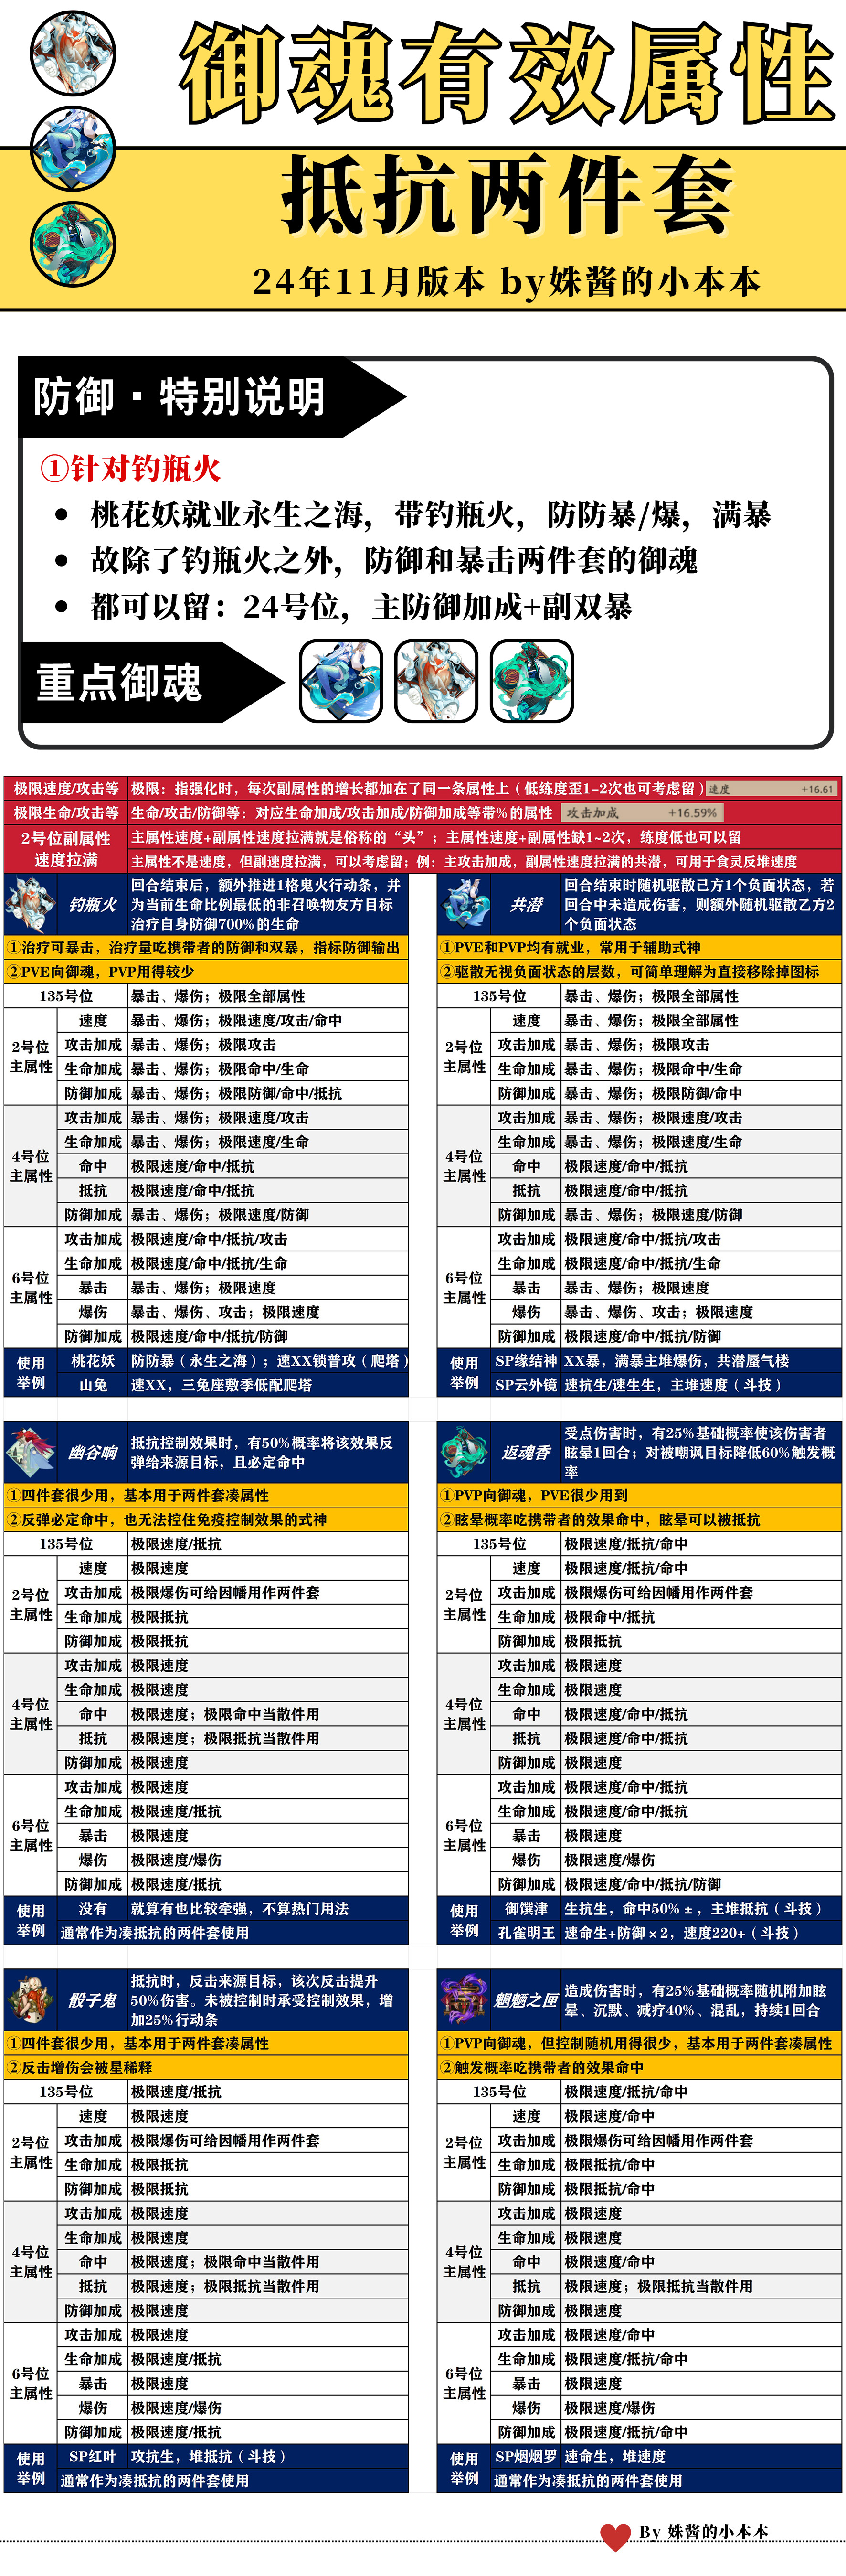 御魂有效属性
抵抗两件套
24年11月版本 by姝酱的小本本
防御·特别说明
①针对钓瓶火
• 桃花妖就业永生之海，带钓瓶火，防防暴/爆，满暴
• 故除了钓瓶火之外，防御和暴击两件套的御魂
• 都可以留：24号位，主防御加成+副双暴
重点御魂
极限速度/攻击等 极限：指强化时，每次副属性的增长都加在了同一条属性上（低练度歪1-2次也可考虑留） 速度 +16.61
极限生命/攻击等 生命/攻击/防御等：对应生命加成/攻击加成/防御加成等带%的属性 攻击加成 +16.59%
2号位副属性
速度拉满
主属性速度+副属性速度拉满就是俗称的“头”；主属性速度+副属性缺1~2次，练度低也可以留
主属性不是速度，但副速度拉满，可以考虑留；例：主攻击加成，副属性速度拉满的共潜，可用于食灵反堆速度
钓瓶火
回合结束后，额外推进1格鬼火行动条，并
为当前生命比例最低的非召唤物友方目标
治疗自身防御700%的生命
①治疗可暴击，治疗量吃携带者的防御和双暴，指标防御输出
②PVE向御魂，PVP用得较少
135号位 暴击、爆伤；极限全部属性
2号位
主属性
速度 暴击、爆伤；极限速度/攻击/命中
攻击加成 暴击、爆伤；极限攻击
生命加成 暴击、爆伤；极限命中/生命
防御加成 暴击、爆伤；极限防御/命中/抵抗
4号位
主属性
攻击加成 暴击、爆伤；极限速度/攻击
生命加成 暴击、爆伤；极限速度/生命
命中 极限速度/命中/抵抗
抵抗 极限速度/命中/抵抗
防御加成 暴击、爆伤；极限速度/防御
6号位
主属性
攻击加成 极限速度/命中/抵抗/攻击
生命加成 极限速度/命中/抵抗/生命
暴击 暴击、爆伤；极限速度
爆伤 暴击、爆伤、攻击；极限速度
防御加成 极限速度/命中/抵抗/防御
使用
举例
桃花妖 防防暴（永生之海）；速XX锁普攻（爬塔）
山兔 速XX，三兔座敷季低配爬塔
共潜
回合结束时随机驱散己方1个负面状态，若
回合中未造成伤害，则额外随机驱散乙方2
个负面状态
①PVE和PVP均有就业，常用于辅助式神
②驱散无视负面状态的层数，可简单理解为直接移除掉图标
135号位 暴击、爆伤；极限全部属性
2号位
主属性
速度 暴击、爆伤；极限全部属性
攻击加成 暴击、爆伤；极限攻击
生命加成 暴击、爆伤；极限命中/生命
防御加成 暴击、爆伤；极限防御/命中
4号位
主属性
攻击加成 暴击、爆伤；极限速度/攻击
生命加成 暴击、爆伤；极限速度/生命
命中 极限速度/命中/抵抗
抵抗 极限速度/命中/抵抗
防御加成 暴击、爆伤；极限速度/防御
6号位
主属性
攻击加成 极限速度/命中/抵抗/攻击
生命加成 极限速度/命中/抵抗/生命
暴击 暴击、爆伤；极限速度
爆伤 暴击、爆伤、攻击；极限速度
防御加成 极限速度/命中/抵抗/防御
使用
举例
SP缘结神 XX暴，满暴主堆爆伤，共潜蜃气楼
SP云外镜 速抗生/速生生，主堆速度（斗技）
幽谷响
抵抗控制效果时，有50%概率将该效果反
弹给来源目标，且必定命中
①四件套很少用，基本用于两件套凑属性
②反弹必定命中，也无法控住免疫控制效果的式神
135号位 极限速度/抵抗
2号位
主属性
速度 极限速度
攻击加成 极限爆伤可给因幡用作两件套
生命加成 极限抵抗
防御加成 极限抵抗
4号位
主属性
攻击加成 极限速度
生命加成 极限速度
命中 极限速度；极限命中当散件用
抵抗 极限速度；极限抵抗当散件用
防御加成 极限速度
6号位
主属性
攻击加成 极限速度
生命加成 极限速度/抵抗
暴击 极限速度
爆伤 极限速度/爆伤
防御加成 极限速度/抵抗
使用
举例
没有 就算有也比较牵强，不算热门用法
通常作为凑抵抗的两件套使用
返魂香
受点伤害时，有25%基础概率使该伤害者
眩晕1回合；对被嘲讽目标降低60%触发概
率
①PVP向御魂，PVE很少用到
②眩晕概率吃携带者的效果命中，眩晕可以被抵抗
135号位 极限速度/抵抗/命中
2号位
主属性
速度 极限速度/抵抗/命中
攻击加成 极限爆伤可给因幡用作两件套
生命加成 极限命中/抵抗
防御加成 极限抵抗
4号位
主属性
攻击加成 极限速度
生命加成 极限速度
命中 极限速度/命中/抵抗
抵抗 极限速度/命中/抵抗
防御加成 极限速度
6号位
主属性
攻击加成 极限速度/命中/抵抗
生命加成 极限速度/命中/抵抗
暴击 极限速度
爆伤 极限速度/爆伤
防御加成 极限速度/命中/抵抗/防御
使用
举例
御馔津 生抗生，命中50%±，主堆抵抗（斗技）
孔雀明王 速命生+防御×2，速度220+（斗技）
骰子鬼
抵抗时，反击来源目标，该次反击提升
50%伤害。未被控制时承受控制效果，增
加25%行动条
①四件套很少用，基本用于两件套凑属性
②反击增伤会被星稀释
135号位 极限速度/抵抗
2号位
主属性
速度 极限速度
攻击加成 极限爆伤可给因幡用作两件套
生命加成 极限抵抗
防御加成 极限抵抗
4号位
主属性
攻击加成 极限速度
生命加成 极限速度
命中 极限速度；极限命中当散件用
抵抗 极限速度；极限抵抗当散件用
防御加成 极限速度
6号位
主属性
攻击加成 极限速度
生命加成 极限速度/抵抗
暴击 极限速度
爆伤 极限速度/爆伤
防御加成 极限速度/抵抗
使用
举例
SP红叶 攻抗生，堆抵抗（斗技）
通常作为凑抵抗的两件套使用
魍魉之匣
造成伤害时，有25%基础概率随机附加眩
晕、沉默、减疗40%、混乱，持续1回合
①PVP向御魂，但控制随机用得很少，基本用于两件套凑属性
②触发概率吃携带者的效果命中
135号位 极限速度/抵抗/命中
2号位
主属性
速度 极限速度/命中
攻击加成 极限爆伤可给因幡用作两件套
生命加成 极限抵抗/命中
防御加成 极限抵抗/命中
4号位
主属性
攻击加成 极限速度
生命加成 极限速度
命中 极限速度/命中
抵抗 极限速度；极限抵抗当散件用
防御加成 极限速度
6号位
主属性
攻击加成 极限速度/命中
生命加成 极限速度/抵抗/命中
暴击 极限速度
爆伤 极限速度/爆伤
防御加成 极限速度/抵抗/命中
使用
举例
SP烟烟罗 速命生，堆速度
通常作为凑抵抗的两件套使用
By 姝酱的小本本